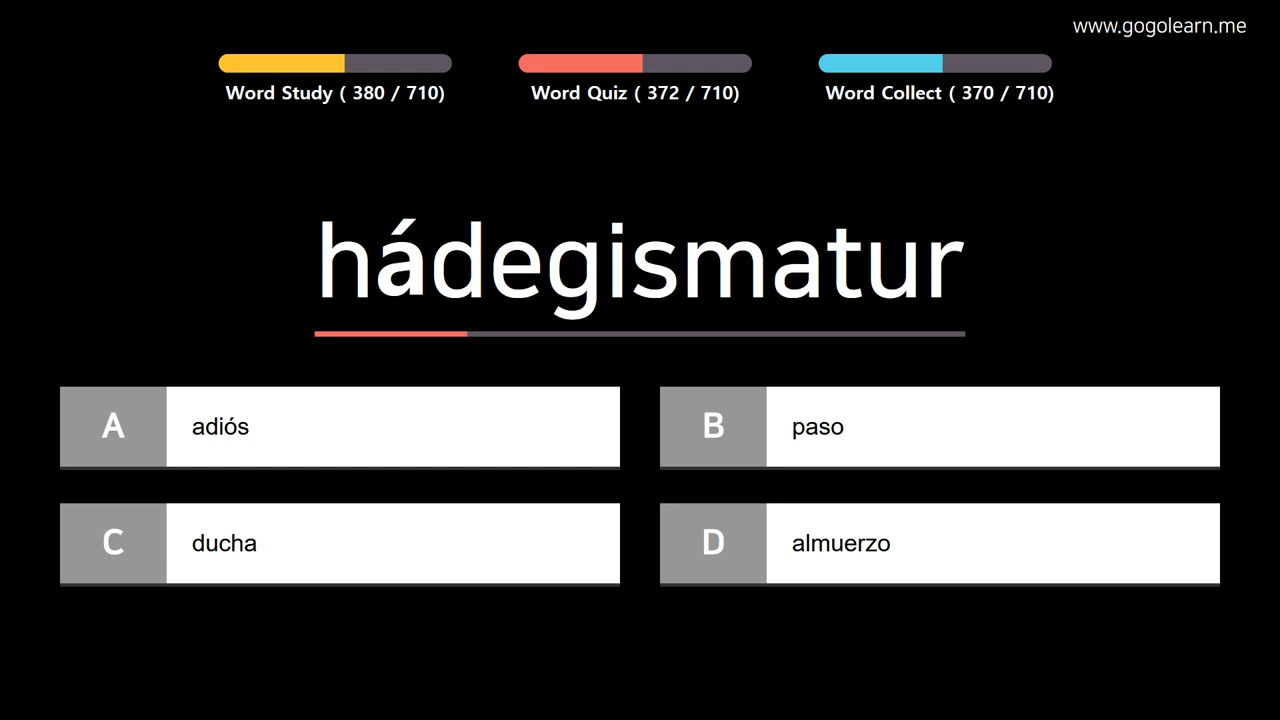 www.gogolearn.me
Word Study ( 380 / 710)
Word Quiz ( 372 / 710)
Word Collect ( 370 / 710)
hádegismatur
A adiós
B paso
C ducha
D almuerzo